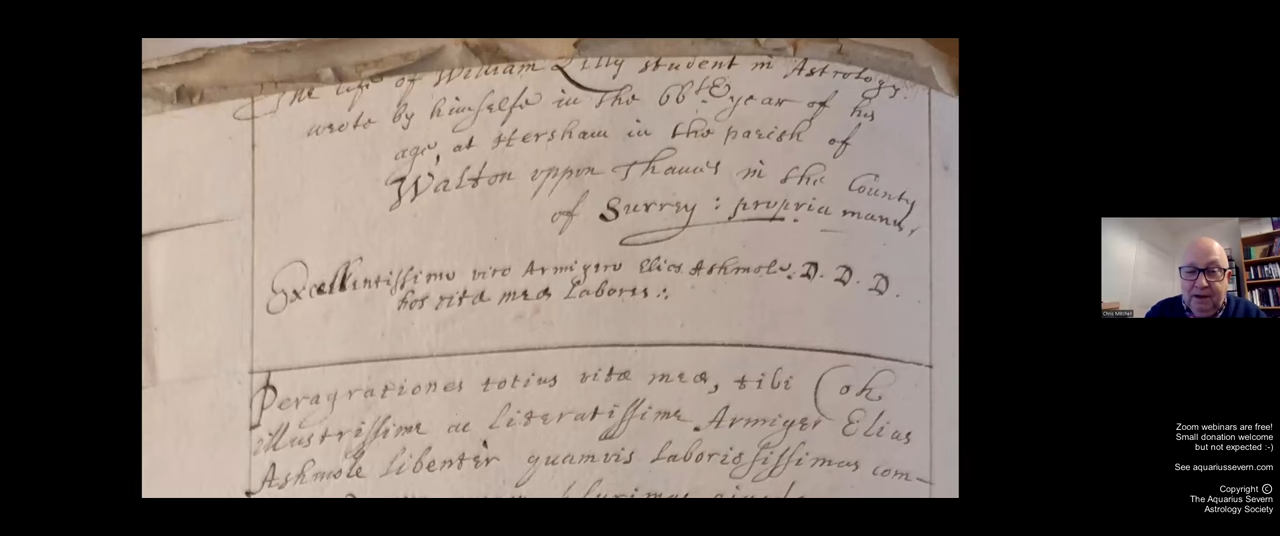 The life of William Lilly student in Astrology.
wrote by himselfe in the 66th year of his
age, at Hersham in the parish of
Walton uppon Thames in the County
of Surrey : propria manu,
Excellentissimo viro Armigero Elias Ashmole. D. D. D.
hos vitæ meæ Labores :.
Peragrationes totius vitæ meæ, tibi (oh
illustrissime ac literatissime Armiger Elias
Ashmole libenter quamvis laboriosissimas com-
plurimas
Chris Mitchell
Zoom webinars are free!
Small donation welcome
but not expected :-)
See aquariussevern.com
Copyright ©
The Aquarius Severn
Astrology Society